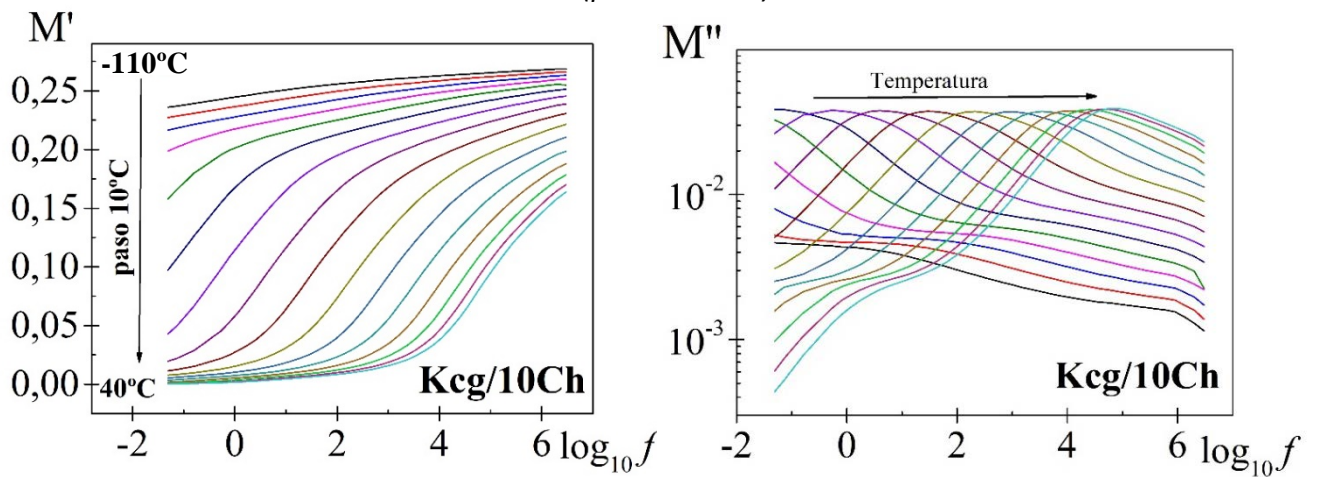 M'
-110ºC
0,25
0,20
0,15
0,10
0,05
0,00
paso 10ºC
40ºC
Kcg/10Ch
-2 0 2 4 6 log₁₀ f
M"
Temperatura
10⁻²
10⁻³
Kcg/10Ch
-2 0 2 4 6 log₁₀ f